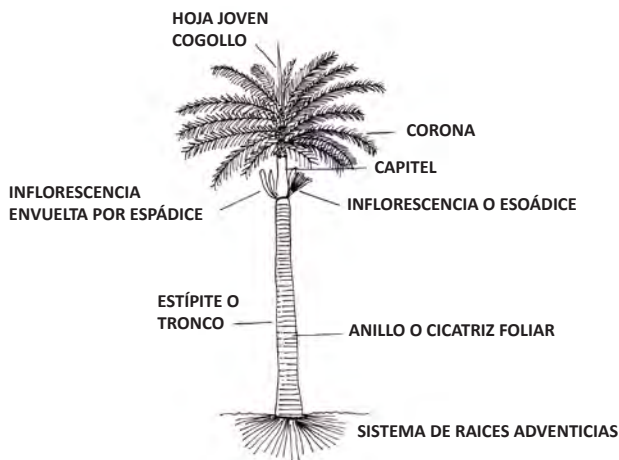 HOJA JOVEN
COGOLLO
CORONA
CAPITEL
INFLORESCENCIA
ENVUELTA POR ESPÁDICE
INFLORESCENCIA O ESOÁDICE
ESTÍPITE O
TRONCO
ANILLO O CICATRIZ FOLIAR
SISTEMA DE RAICES ADVENTICIAS